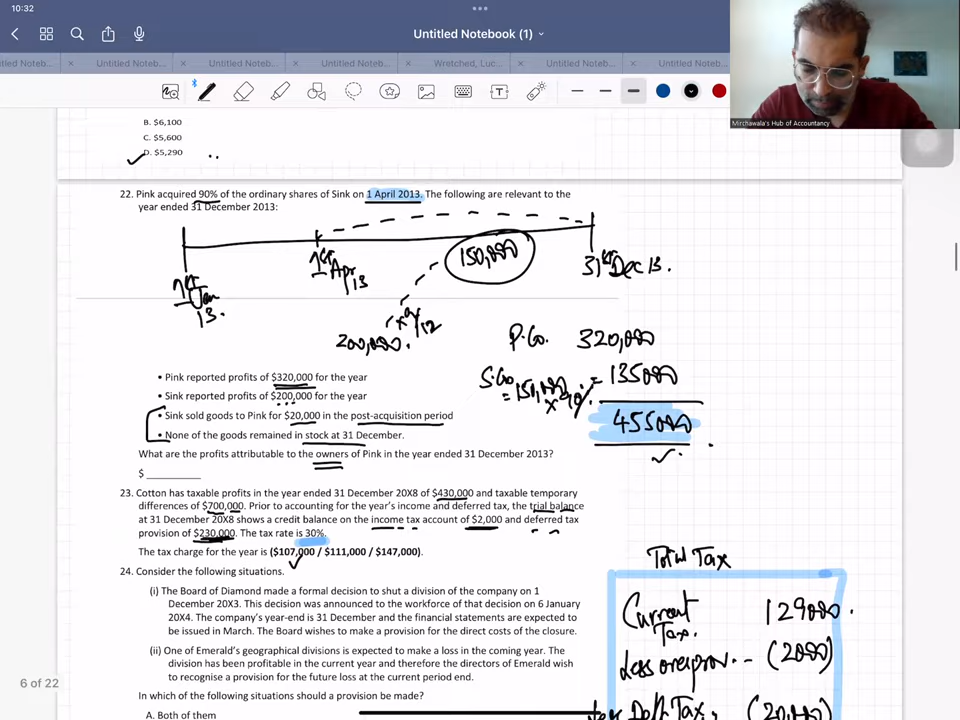 10:32
Untitled Notebook (1)
Untitled Noteb...
Untitled Noteb...
Untitled Noteb...
Wretched, Luc...
Untitled Noteb...
Untitled Noteb...
Mirchawala's Hub of Accountancy
B. $6,100
C. $5,600
D. $5,290
22. Pink acquired 90% of the ordinary shares of Sink on 1 April 2013. The following are relevant to the
year ended 31 December 2013:
1st Jan 13.
1st Apr 13
150,000
31st Dec 13.
200,000 x 9/12
P.Co. 320,000
S.Co = 150,000 x 90% = 135000
455000
• Pink reported profits of $320,000 for the year
• Sink reported profits of $200,000 for the year
• Sink sold goods to Pink for $20,000 in the post-acquisition period
• None of the goods remained in stock at 31 December.
What are the profits attributable to the owners of Pink in the year ended 31 December 2013?
$
23. Cotton has taxable profits in the year ended 31 December 20X8 of $430,000 and taxable temporary
differences of $700,000. Prior to accounting for the year's income and deferred tax, the trial balance
at 31 December 20X8 shows a credit balance on the income tax account of $2,000 and deferred tax
provision of $230,000. The tax rate is 30%.
The tax charge for the year is ($107,000 / $111,000 / $147,000).
24. Consider the following situations.
(i) The Board of Diamond made a formal decision to shut a division of the company on 1
December 20X3. This decision was announced to the workforce of that decision on 6 January
20X4. The company's year-end is 31 December and the financial statements are expected to
be issued in March. The Board wishes to make a provision for the direct costs of the closure.
(ii) One of Emerald's geographical divisions is expected to make a loss in the coming year. The
division has been profitable in the current year and therefore the directors of Emerald wish
to recognise a provision for the future loss at the current period end.
In which of the following situations should a provision be made?
A. Both of them
Total Tax
Current Tax. 129000.
Less overprov. (2000)
Deft Tax. (20,000)
6 of 22